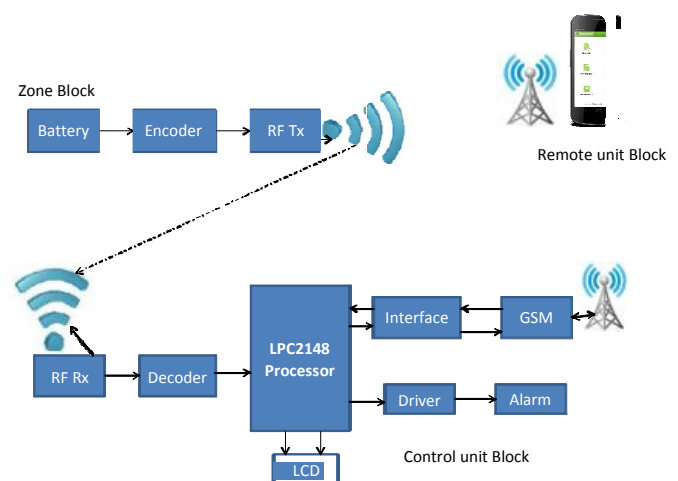 Zone Block
Battery
Encoder
RF Tx
Remote unit Block
RF Rx
Decoder
LPC2148
Processor
Interface
GSM
Driver
Alarm
LCD
Control unit Block